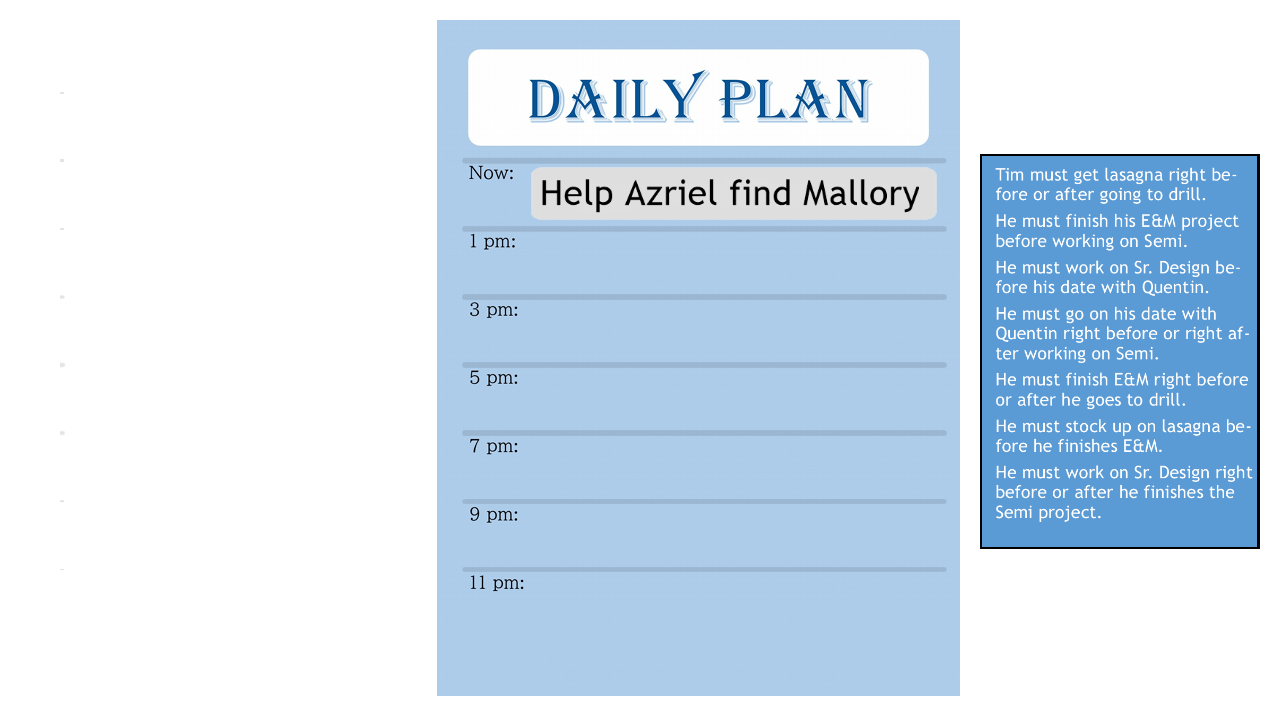 DAILY PLAN
Now:
Help Azriel find Mallory
1 pm:
3 pm:
5 pm:
7 pm:
9 pm:
11 pm:
Tim must get lasagna right be-
fore or after going to drill.
He must finish his E&M project
before working on Semi.
He must work on Sr. Design be-
fore his date with Quentin.
He must go on his date with
Quentin right before or right af-
ter working on Semi.
He must finish E&M right before
or after he goes to drill.
He must stock up on lasagna be-
fore he finishes E&M.
He must work on Sr. Design right
before or after he finishes the
Semi project.